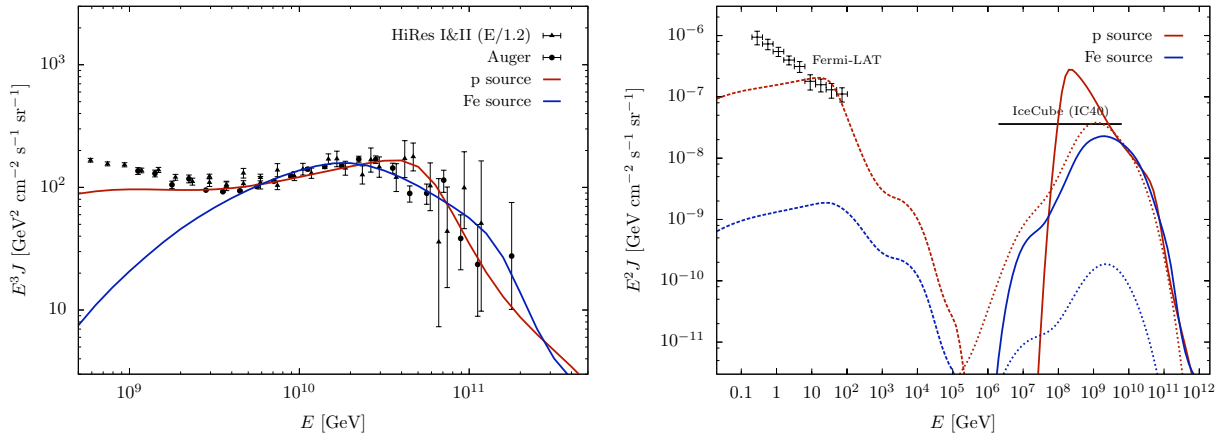 HiRes I&II (E/1.2)
Auger
p source
Fe source
10³
10²
10
E³J [GeV² cm⁻² s⁻¹ sr⁻¹]
10⁹ 10¹⁰ 10¹¹
E [GeV]
p source
Fe source
Fermi-LAT
IceCube (IC40)
10⁻⁶
10⁻⁷
10⁻⁸
10⁻⁹
10⁻¹⁰
10⁻¹¹
E²J [GeV cm⁻² s⁻¹ sr⁻¹]
0.1 1 10 10² 10³ 10⁴ 10⁵ 10⁶ 10⁷ 10⁸ 10⁹ 10¹⁰ 10¹¹ 10¹²
E [GeV]